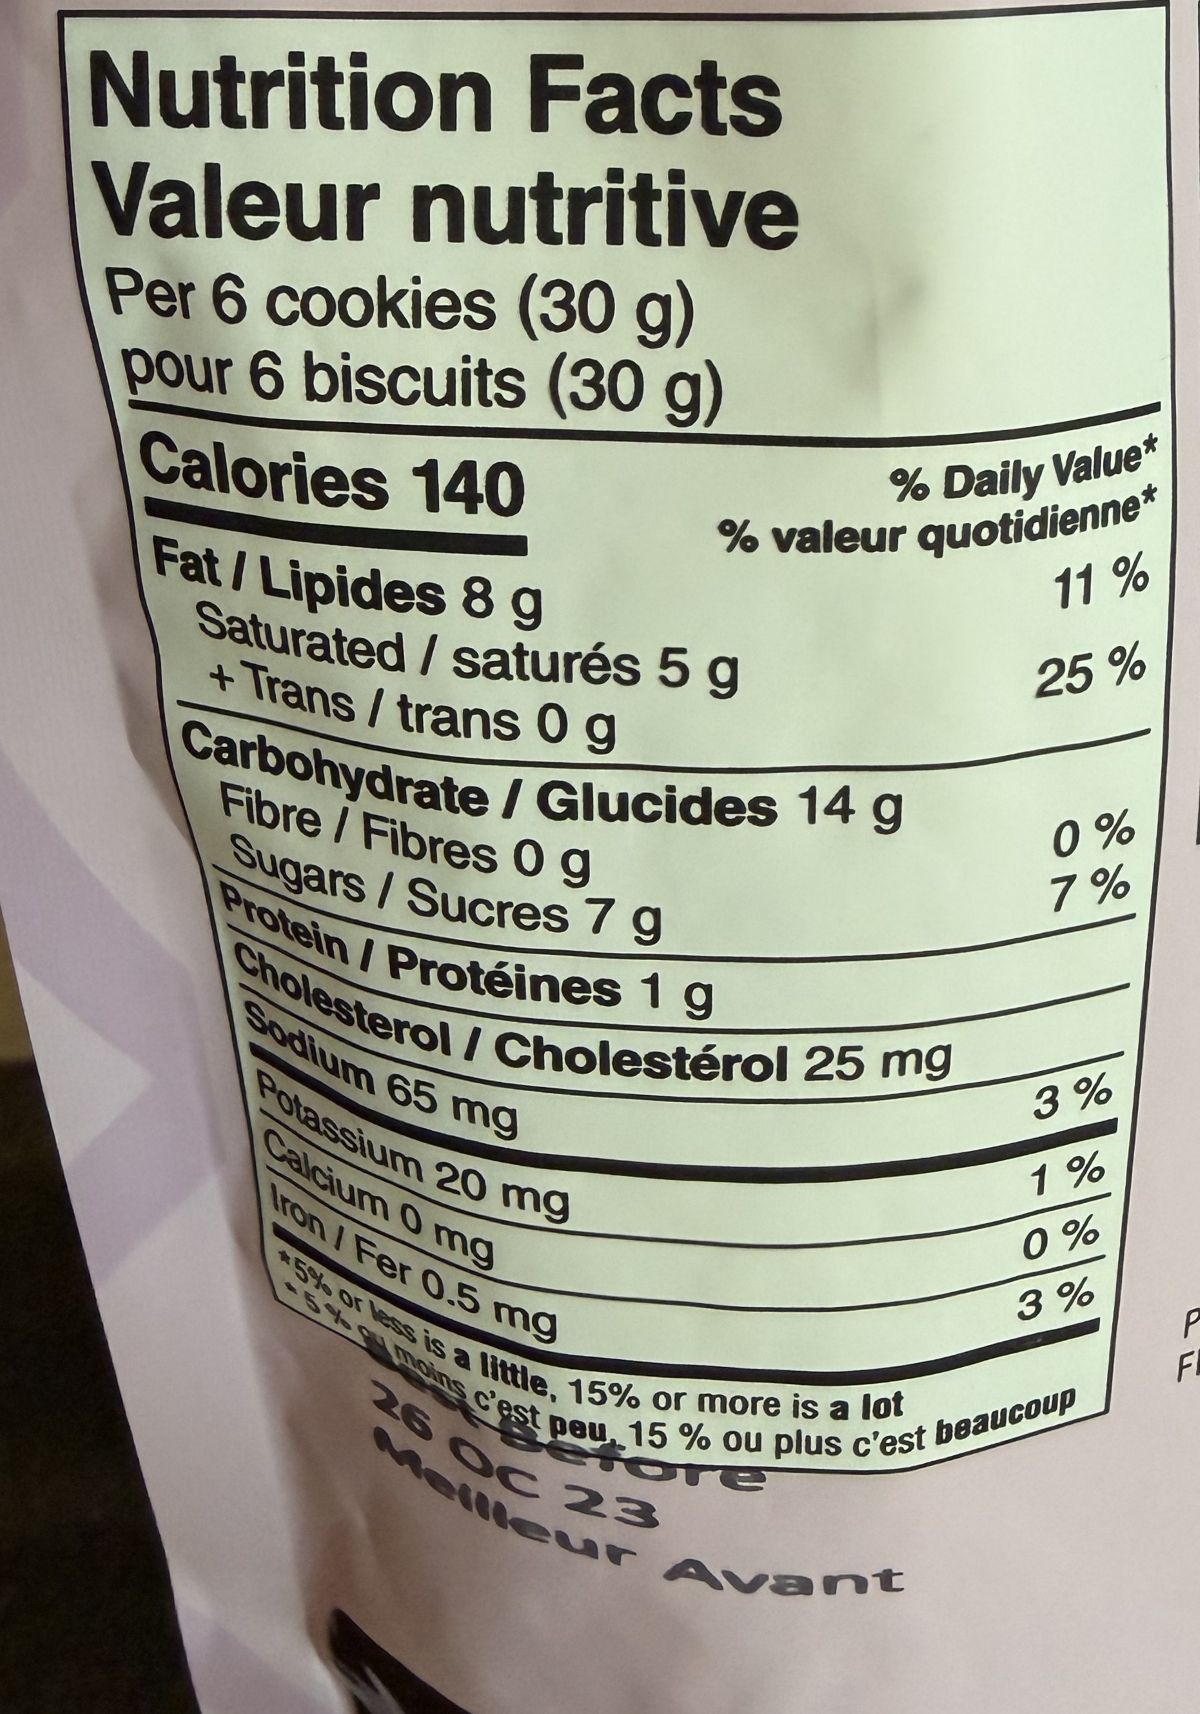 Nutrition Facts
Valeur nutritive
Per 6 cookies (30 g)
pour 6 biscuits (30 g)
Calories 140
% Daily Value*
% valeur quotidienne*
Fat / Lipides 8 g 11 %
Saturated / saturés 5 g
+ Trans / trans 0 g 25 %
Carbohydrate / Glucides 14 g
Fibre / Fibres 0 g 0 %
Sugars / Sucres 7 g 7 %
Protein / Protéines 1 g
Cholesterol / Cholestérol 25 mg
Sodium 65 mg 3 %
Potassium 20 mg 1 %
Calcium 0 mg 0 %
Iron / Fer 0.5 mg 3 %
*5% or less is a little, 15% or more is a lot
*5% ou moins c'est peu, 15 % ou plus c'est beaucoup
Best Before
26 OC 23
Meilleur Avant